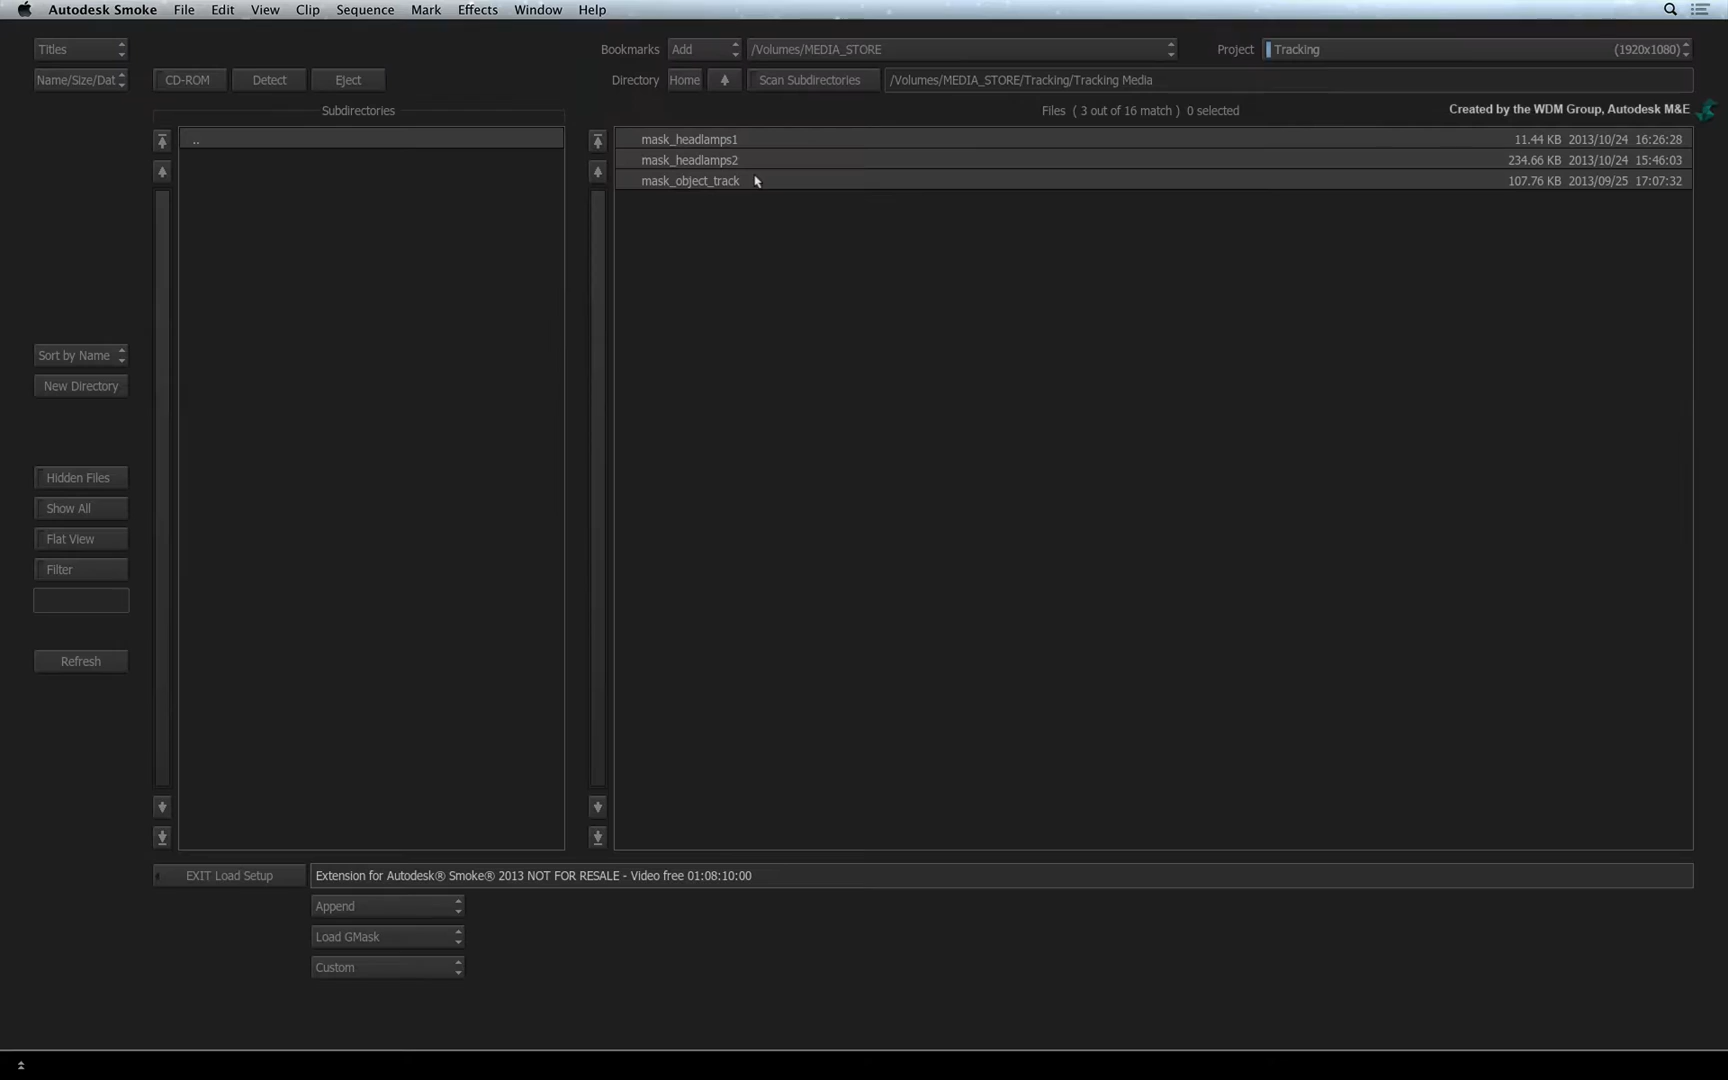 Autodesk Smoke File Edit View Clip Sequence Mark Effects Window Help
Titles Bookmarks Add /Volumes/MEDIA_STORE Project Tracking (1920x1080)
Name/Size/Dat CD-ROM Detect Eject Directory Home Scan Subdirectories /Volumes/MEDIA_STORE/Tracking/Tracking Media
Subdirectories Files ( 3 out of 16 match ) 0 selected Created by the WDM Group, Autodesk M&E
.. mask_headlamps1 11.44 KB 2013/10/24 16:26:28
mask_headlamps2 234.66 KB 2013/10/24 15:46:03
mask_object_track 107.76 KB 2013/09/25 17:07:32
Sort by Name
New Directory
Hidden Files
Show All
Flat View
Filter
Refresh
EXIT Load Setup Extension for Autodesk® Smoke® 2013 NOT FOR RESALE - Video free 01:08:10:00
Append
Load GMask
Custom